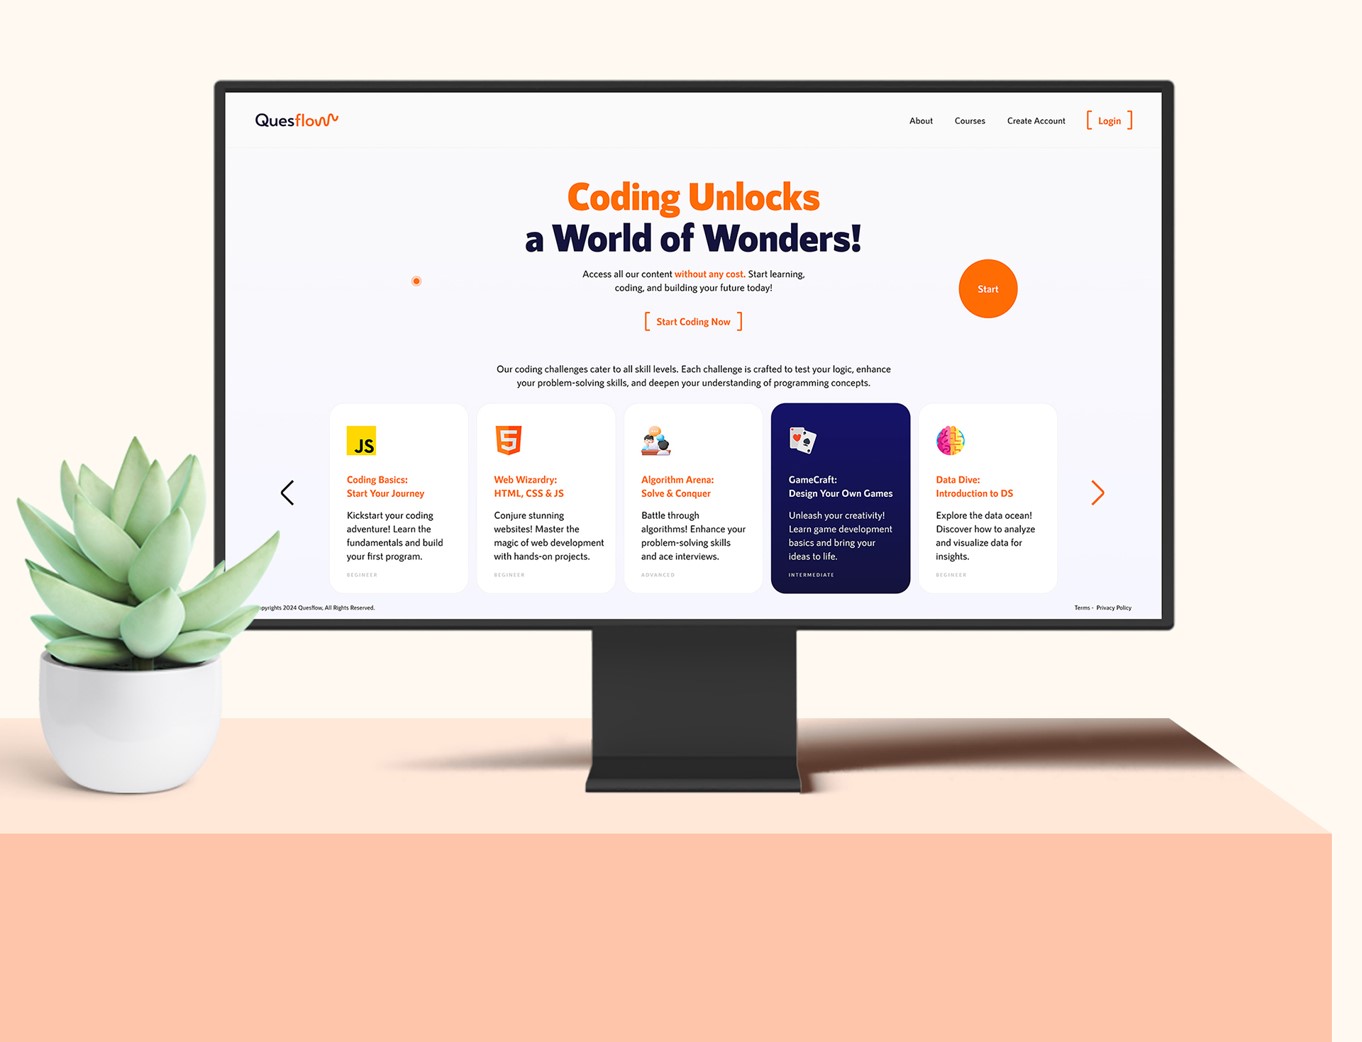 Quesflow
About Courses Create Account [ Login ]
Coding Unlocks
a World of Wonders!
Access all our content without any cost. Start learning,
coding, and building your future today!
Start
[ Start Coding Now ]
Our coding challenges cater to all skill levels. Each challenge is crafted to test your logic, enhance
your problem-solving skills, and deepen your understanding of programming concepts.
JS
Coding Basics:
Start Your Journey
Kickstart your coding
adventure! Learn the
fundamentals and build
your first program.
BEGINEER
5
Web Wizardry:
HTML, CSS & JS
Conjure stunning
websites! Master the
magic of web development
with hands-on projects.
BEGINEER
Algorithm Arena:
Solve & Conquer
Battle through
algorithms! Enhance your
problem-solving skills
and ace interviews.
ADVANCED
GameCraft:
Design Your Own Games
Unleash your creativity!
Learn game development
basics and bring your
ideas to life.
INTERMEDIATE
Data Dive:
Introduction to DS
Explore the data ocean!
Discover how to analyze
and visualize data for
insights.
BEGINEER
opyrights 2024 Quesflow, All Rights Reserved.
Terms - Privacy Policy